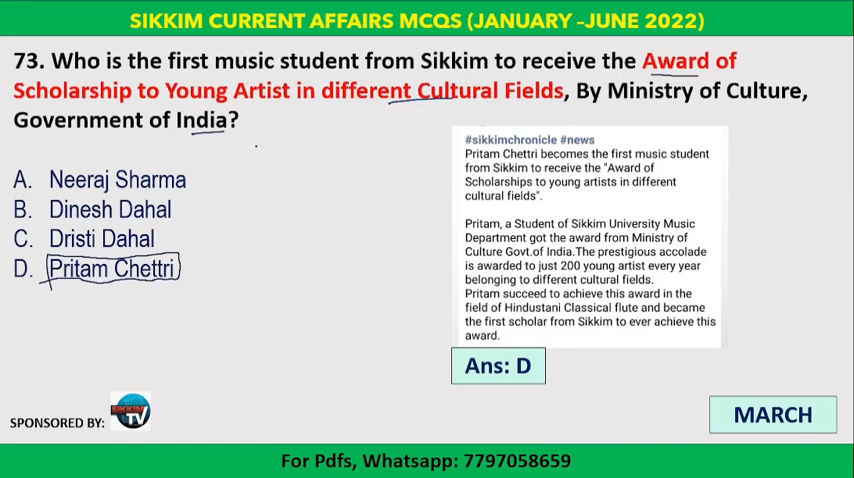 SIKKIM CURRENT AFFAIRS MCQS (JANUARY –JUNE 2022)
73. Who is the first music student from Sikkim to receive the Award of
Scholarship to Young Artist in different Cultural Fields, By Ministry of Culture,
Government of India?
A. Neeraj Sharma
B. Dinesh Dahal
C. Dristi Dahal
D. Pritam Chettri
#sikkimchronicle #news
Pritam Chettri becomes the first music student
from Sikkim to receive the "Award of
Scholarships to young artists in different
cultural fields".
Pritam, a Student of Sikkim University Music
Department got the award from Ministry of
Culture Govt.of India.The prestigious accolade
is awarded to just 200 young artist every year
belonging to different cultural fields.
Pritam succeed to achieve this award in the
field of Hindustani Classical flute and became
the first scholar from Sikkim to ever achieve this
award.
Ans: D
MARCH
SPONSORED BY:
SIKKIM
TV
For Pdfs, Whatsapp: 7797058659